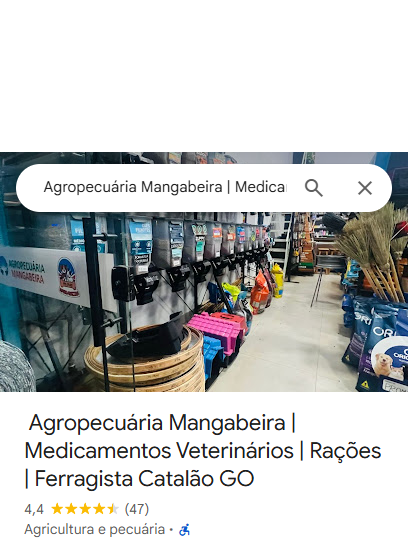 Agropecuária Mangabeira | Medica
AGROPECUÁRIA
MANGABEIRA
Agropecuária Mangabeira |
Medicamentos Veterinários | Rações
| Ferragista Catalão GO
4,4 (47)
Agricultura e pecuária ·